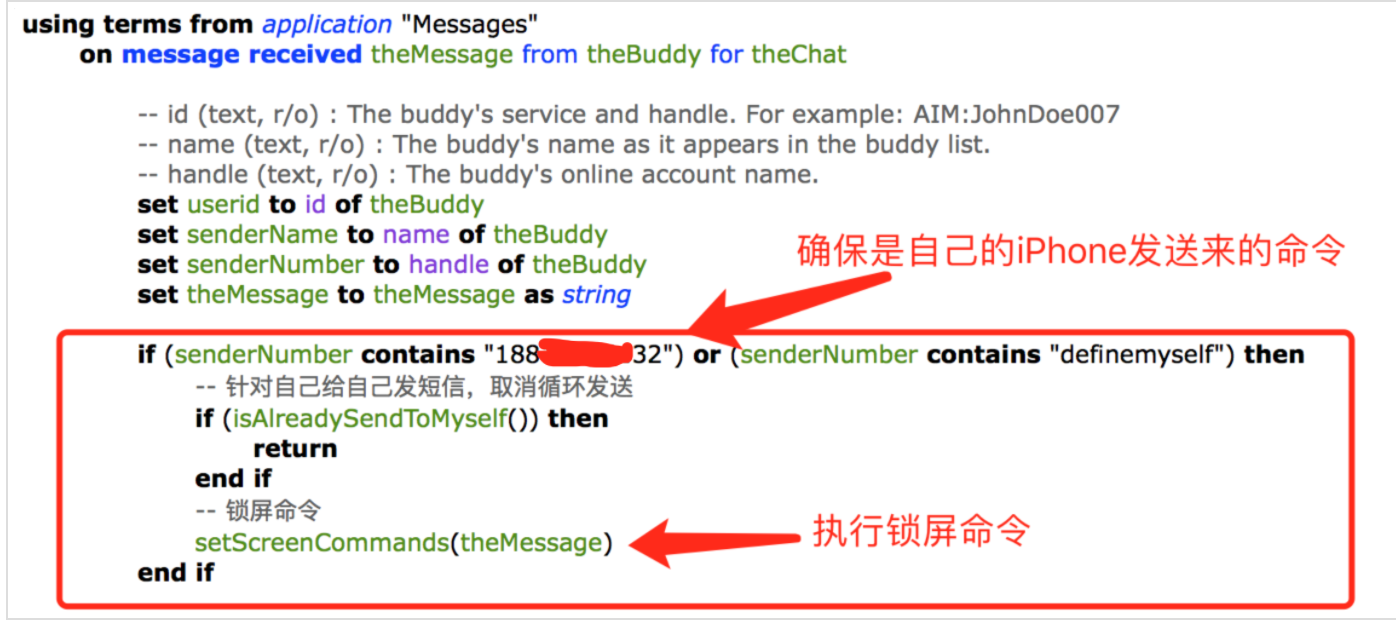 using terms from application "Messages"
on message received theMessage from theBuddy for theChat
-- id (text, r/o) : The buddy's service and handle. For example: AIM:JohnDoe007
-- name (text, r/o) : The buddy's name as it appears in the buddy list.
-- handle (text, r/o) : The buddy's online account name.
set userid to id of theBuddy
set senderName to name of theBuddy
set senderNumber to handle of theBuddy
set theMessage to theMessage as string
确保是自己的iPhone发送来的命令
if (senderNumber contains "188 32") or (senderNumber contains "definemyself") then
-- 针对自己给自己发短信，取消循环发送
if (isAlreadySendToMyself()) then
return
end if
-- 锁屏命令
setScreenCommands(theMessage)
执行锁屏命令
end if